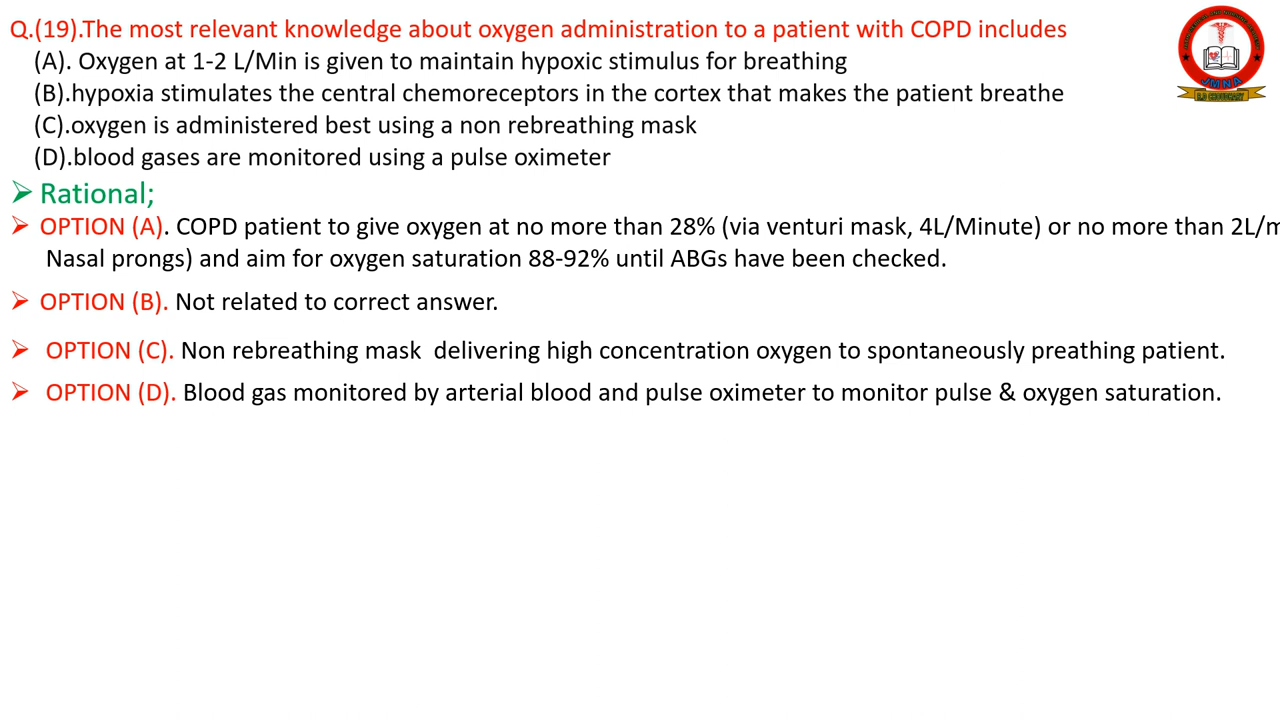 Q.(19).The most relevant knowledge about oxygen administration to a patient with COPD includes
(A). Oxygen at 1-2 L/Min is given to maintain hypoxic stimulus for breathing
(B).hypoxia stimulates the central chemoreceptors in the cortex that makes the patient breathe
(C).oxygen is administered best using a non rebreathing mask
(D).blood gases are monitored using a pulse oximeter
➢ Rational;
➢ OPTION (A). COPD patient to give oxygen at no more than 28% (via venturi mask, 4L/Minute) or no more than 2L/m
Nasal prongs) and aim for oxygen saturation 88-92% until ABGs have been checked.
➢ OPTION (B). Not related to correct answer.
➢ OPTION (C). Non rebreathing mask  delivering high concentration oxygen to spontaneously preathing patient.
➢ OPTION (D). Blood gas monitored by arterial blood and pulse oximeter to monitor pulse & oxygen saturation.
JMNA